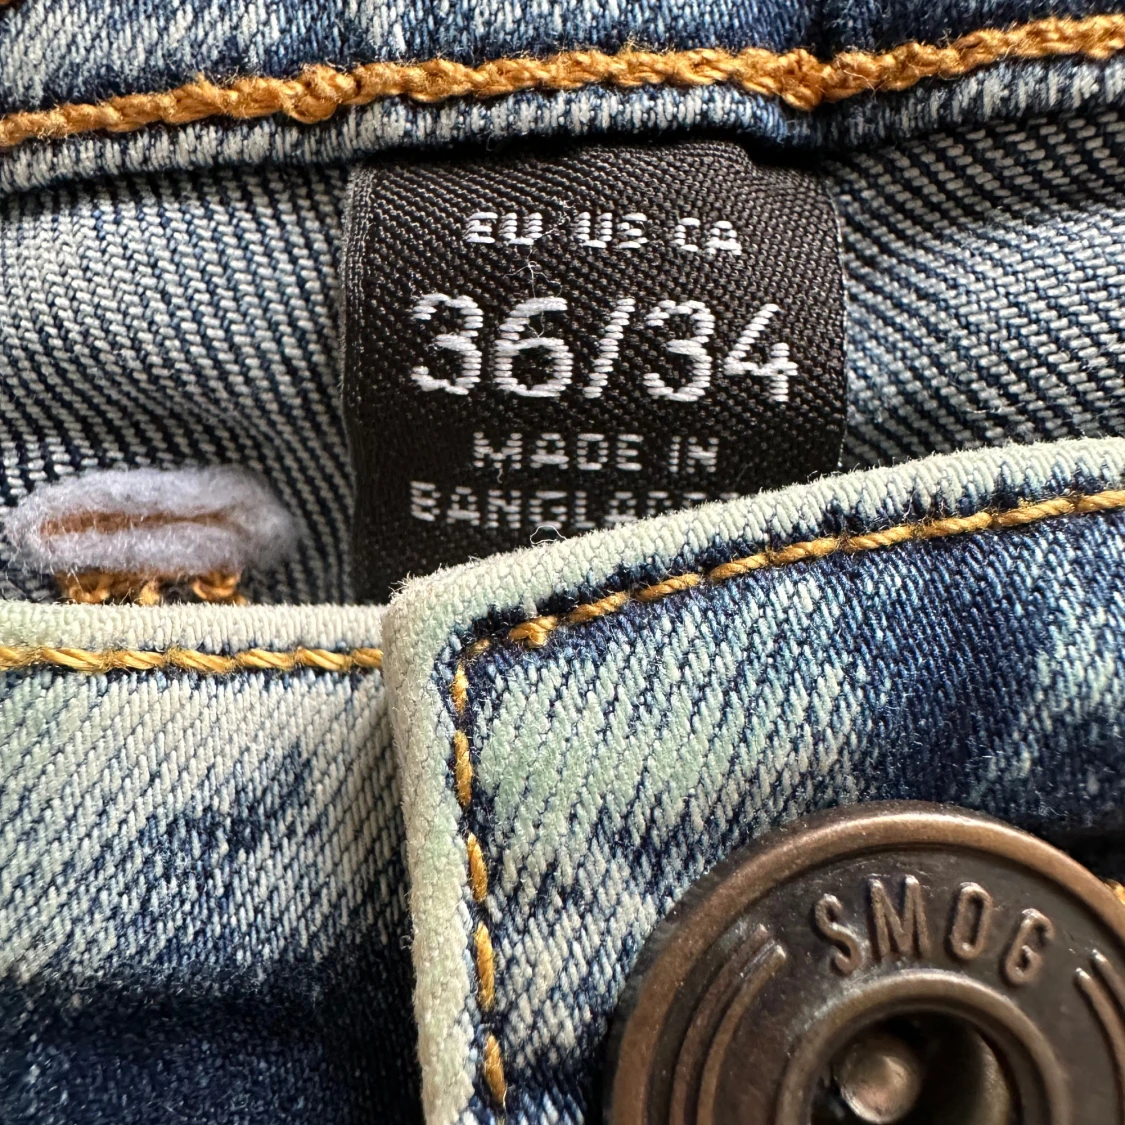 EU US CA
36/34
MADE IN
SMOG